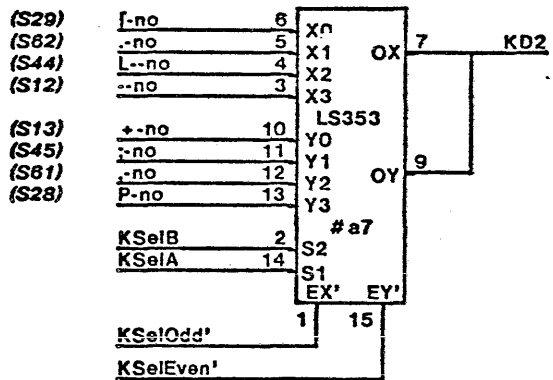 (S29) [-no 6 X0
(S62) .-no 5 X1 OX 7 KD2
(S44) L--no 4 X2
(S12) --no 3 X3
LS353
(S13) +-no 10 Y0
(S45) ;-no 11 Y1
(S61) ,-no 12 Y2 OY 9
(S28) P-no 13 Y3
#a7
KSelB 2 S2
KSelA 14 S1
EX' EY'
1 15
KSelOdd'
KSelEven'